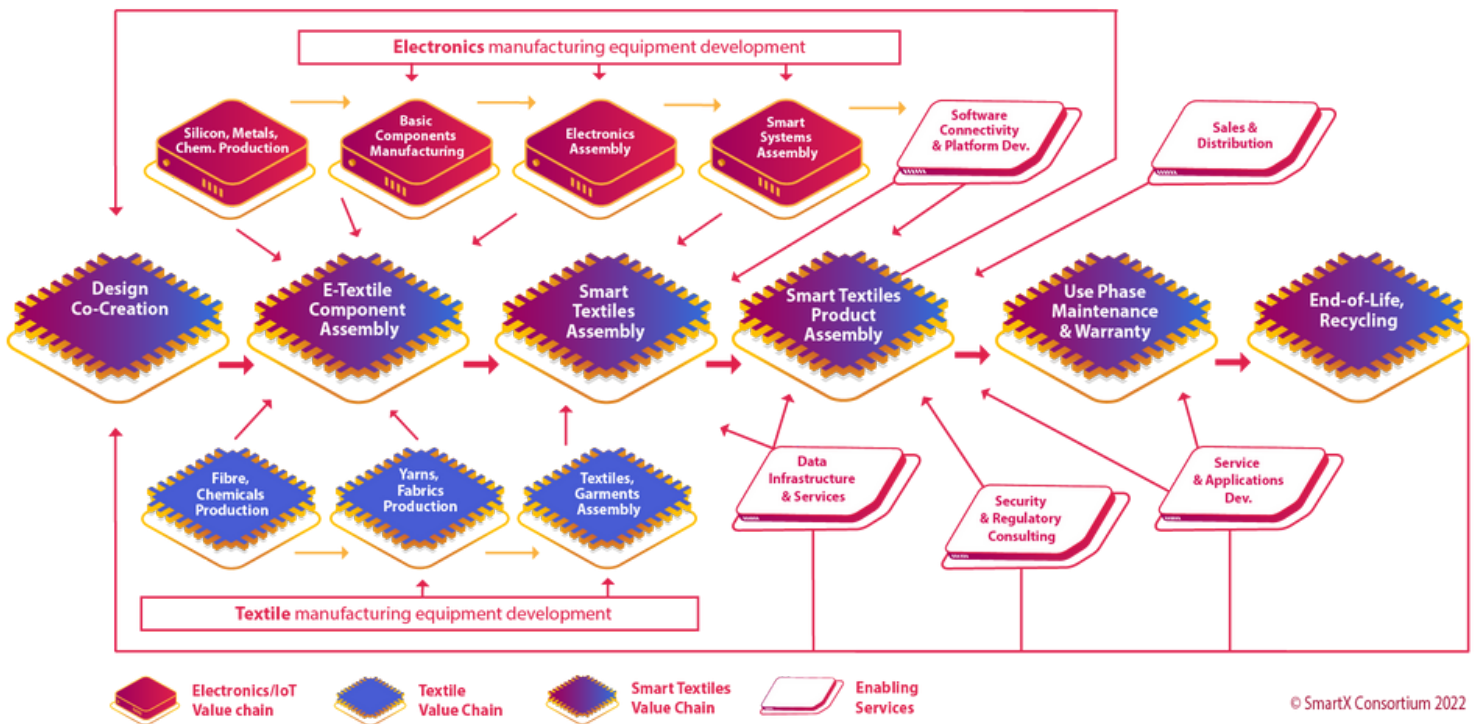 Electronics manufacturing equipment development
Silicon, Metals,
Chem. Production
Basic
Components
Manufacturing
Electronics
Assembly
Smart
Systems
Assembly
Software
Connectivity
& Platform Dev.
Sales &
Distribution
Design
Co-Creation
E-Textile
Component
Assembly
Smart
Textiles
Assembly
Smart Textiles
Product
Assembly
Use Phase
Maintenance
& Warranty
End-of-Life,
Recycling
Fibre,
Chemicals
Production
Yarns,
Fabrics
Production
Textiles,
Garments
Assembly
Data
Infrastructure
& Services
Security
& Regulatory
Consulting
Service
& Applications
Dev.
Textile manufacturing equipment development
Electronics/IoT
Value chain
Textile
Value Chain
Smart Textiles
Value Chain
Enabling
Services
© SmartX Consortium 2022